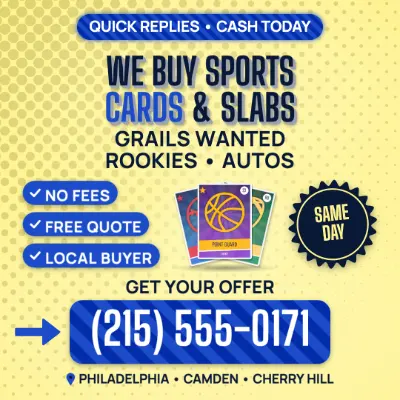 QUICK REPLIES • CASH TODAY
WE BUY SPORTS
CARDS & SLABS
GRAILS WANTED
ROOKIES • AUTOS
NO FEES
FREE QUOTE
LOCAL BUYER
POINT GUARD
SAME
DAY
GET YOUR OFFER
(215) 555-0171
PHILADELPHIA • CAMDEN • CHERRY HILL